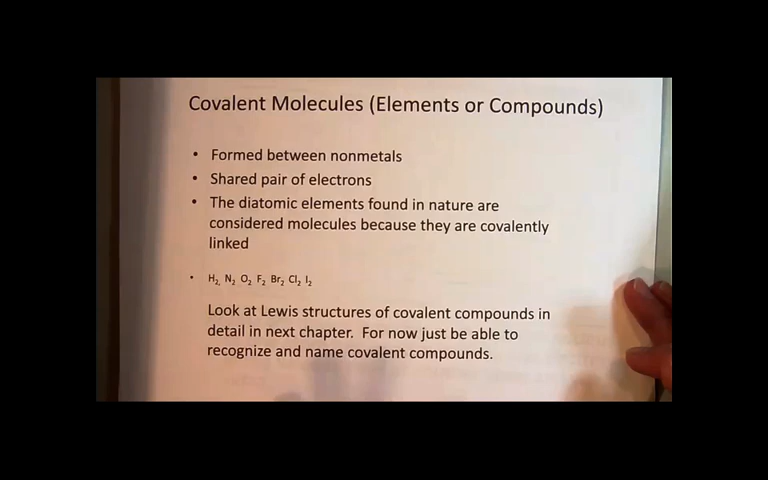 Covalent Molecules (Elements or Compounds)
• Formed between nonmetals
• Shared pair of electrons
• The diatomic elements found in nature are
considered molecules because they are covalently
linked
• H₂, N₂ O₂ F₂ Br₂ Cl₂ I₂
Look at Lewis structures of covalent compounds in
detail in next chapter. For now just be able to
recognize and name covalent compounds.